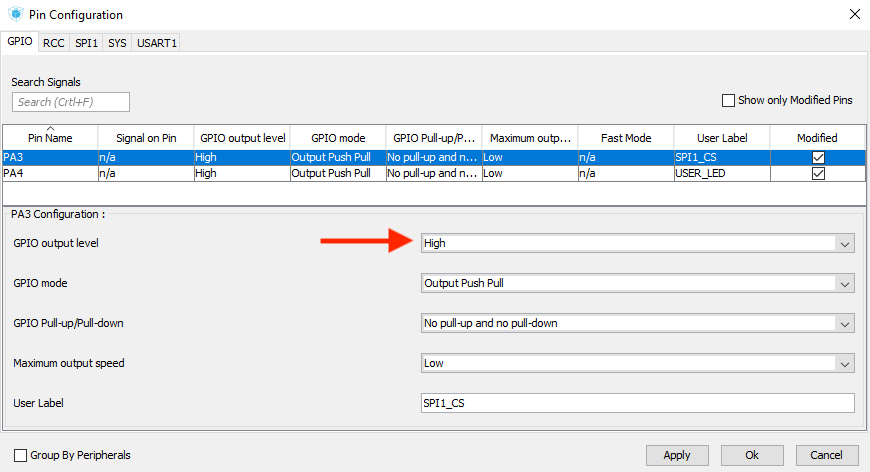 Pin Configuration
GPIO RCC SPI1 SYS USART1
Search Signals
Search (Crtl+F)
Show only Modified Pins
Pin Name Signal on Pin GPIO output level GPIO mode GPIO Pull-up/P... Maximum outp... Fast Mode User Label Modified
PA3 n/a High Output Push Pull No pull-up and n... Low n/a SPI1_CS
PA4 n/a High Output Push Pull No pull-up and n... Low n/a USER_LED
PA3 Configuration :
GPIO output level High
GPIO mode Output Push Pull
GPIO Pull-up/Pull-down No pull-up and no pull-down
Maximum output speed Low
User Label SPI1_CS
Group By Peripherals Apply Ok Cancel